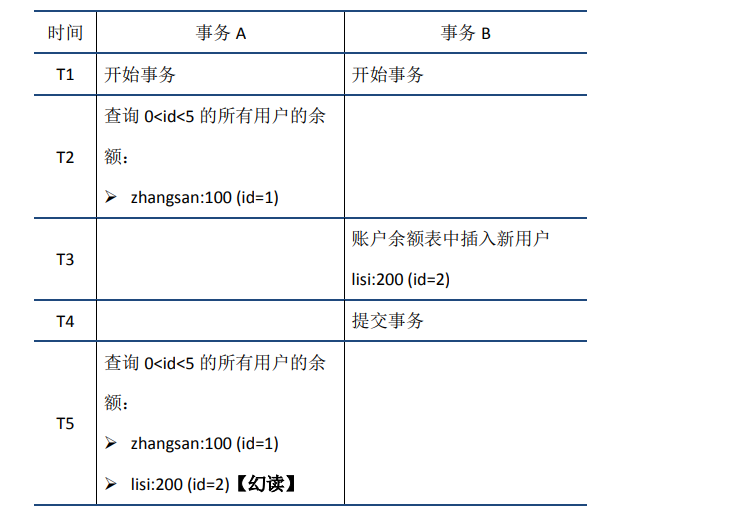 时间 事务 A 事务 B
T1 开始事务 开始事务
T2 查询 0<id<5 的所有用户的余
额：
➢ zhangsan:100 (id=1)
T3 账户余额表中插入新用户
lisi:200 (id=2)
T4 提交事务
T5 查询 0<id<5 的所有用户的余
额：
➢ zhangsan:100 (id=1)
➢ lisi:200 (id=2)【幻读】